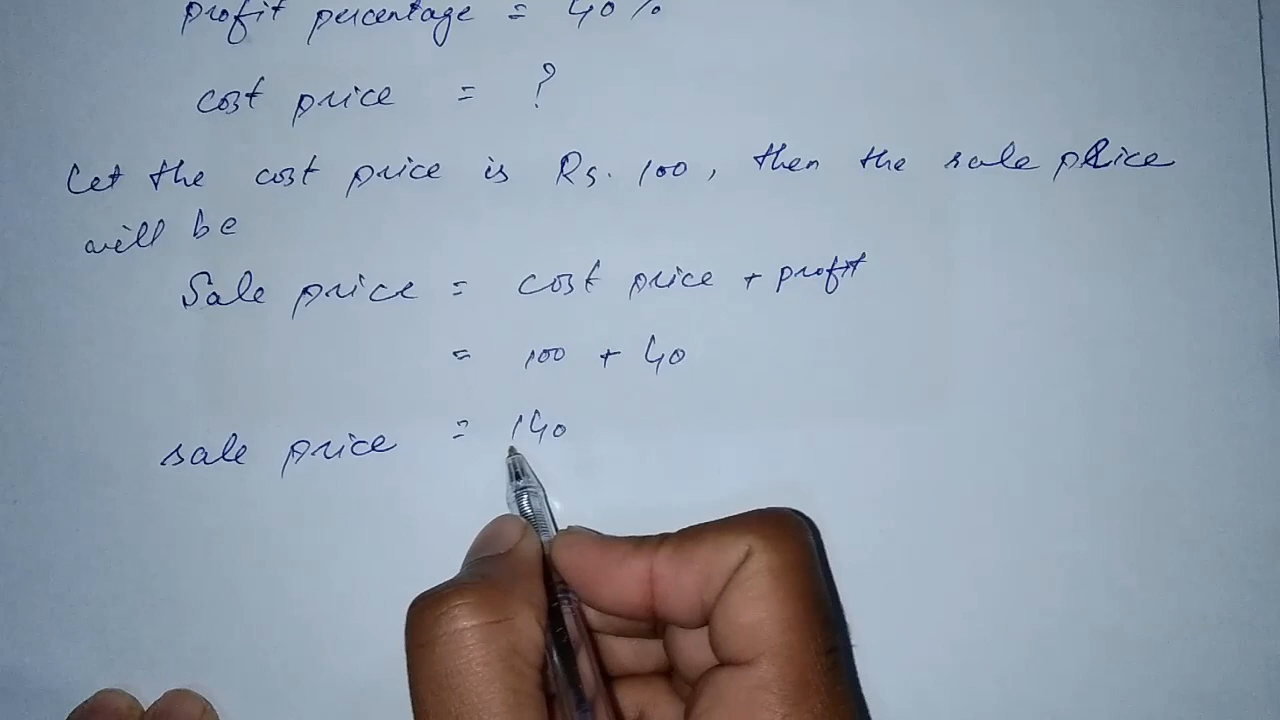 profit percentage = 40%
cost price = ?
Let the cost price is Rs. 100, then the sale price
will be
Sale price = cost price + profit
= 100 + 40
sale price = 140